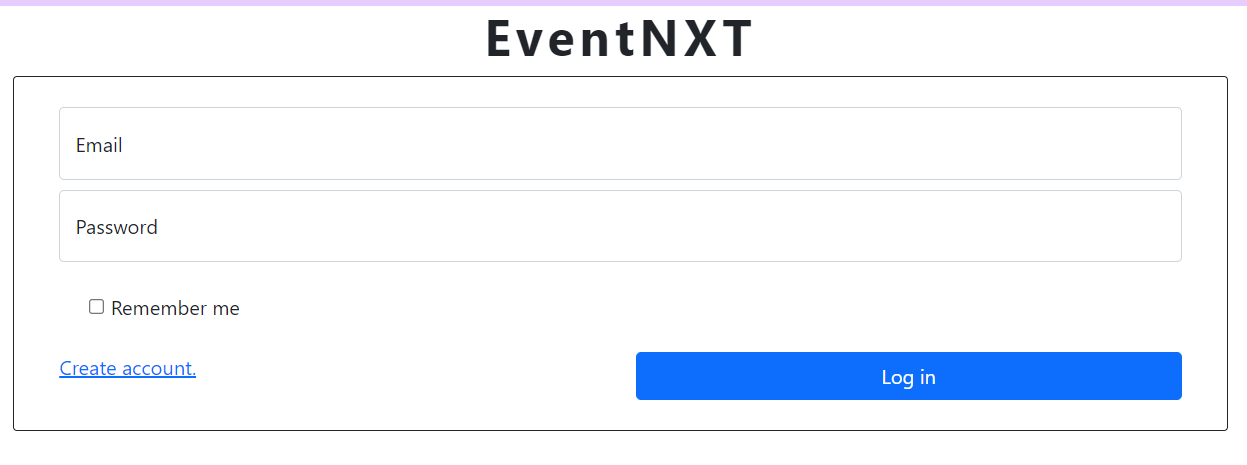 EventNXT
Email
Password
Remember me
Create account.
Log in